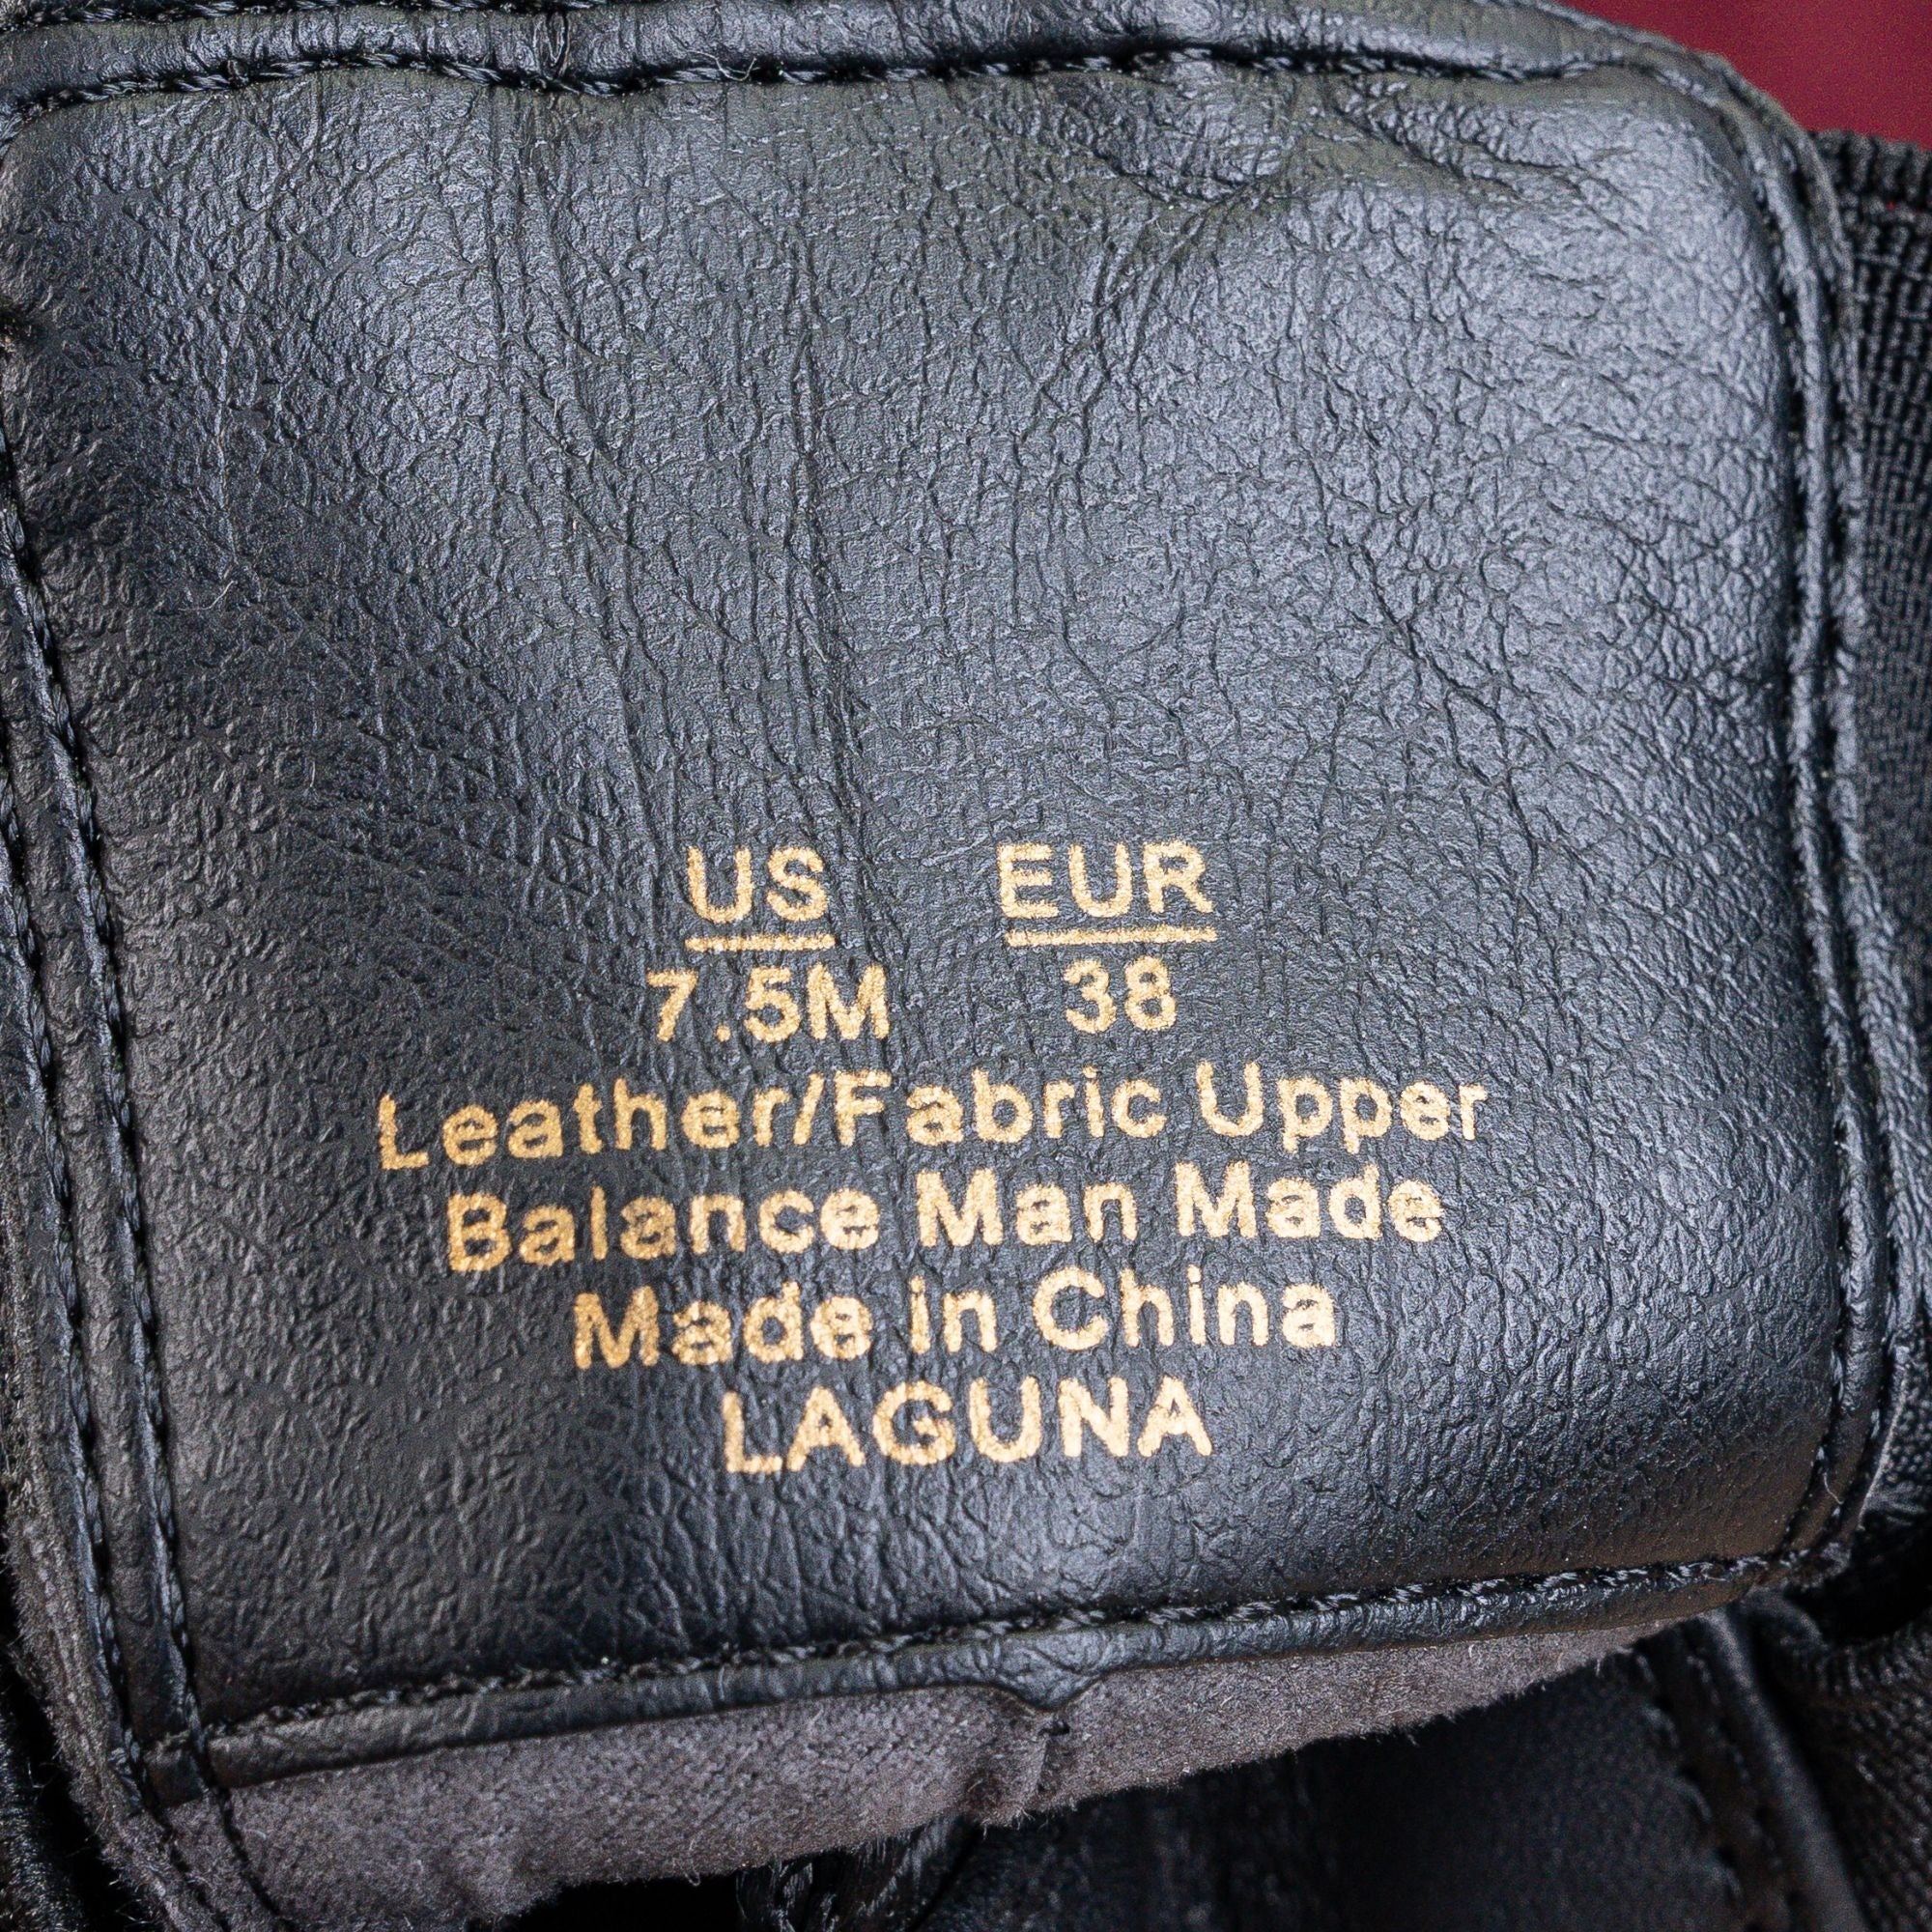 US EUR
7.5M 38
Leather/Fabric Upper
Balance Man Made
Made in China
LAGUNA